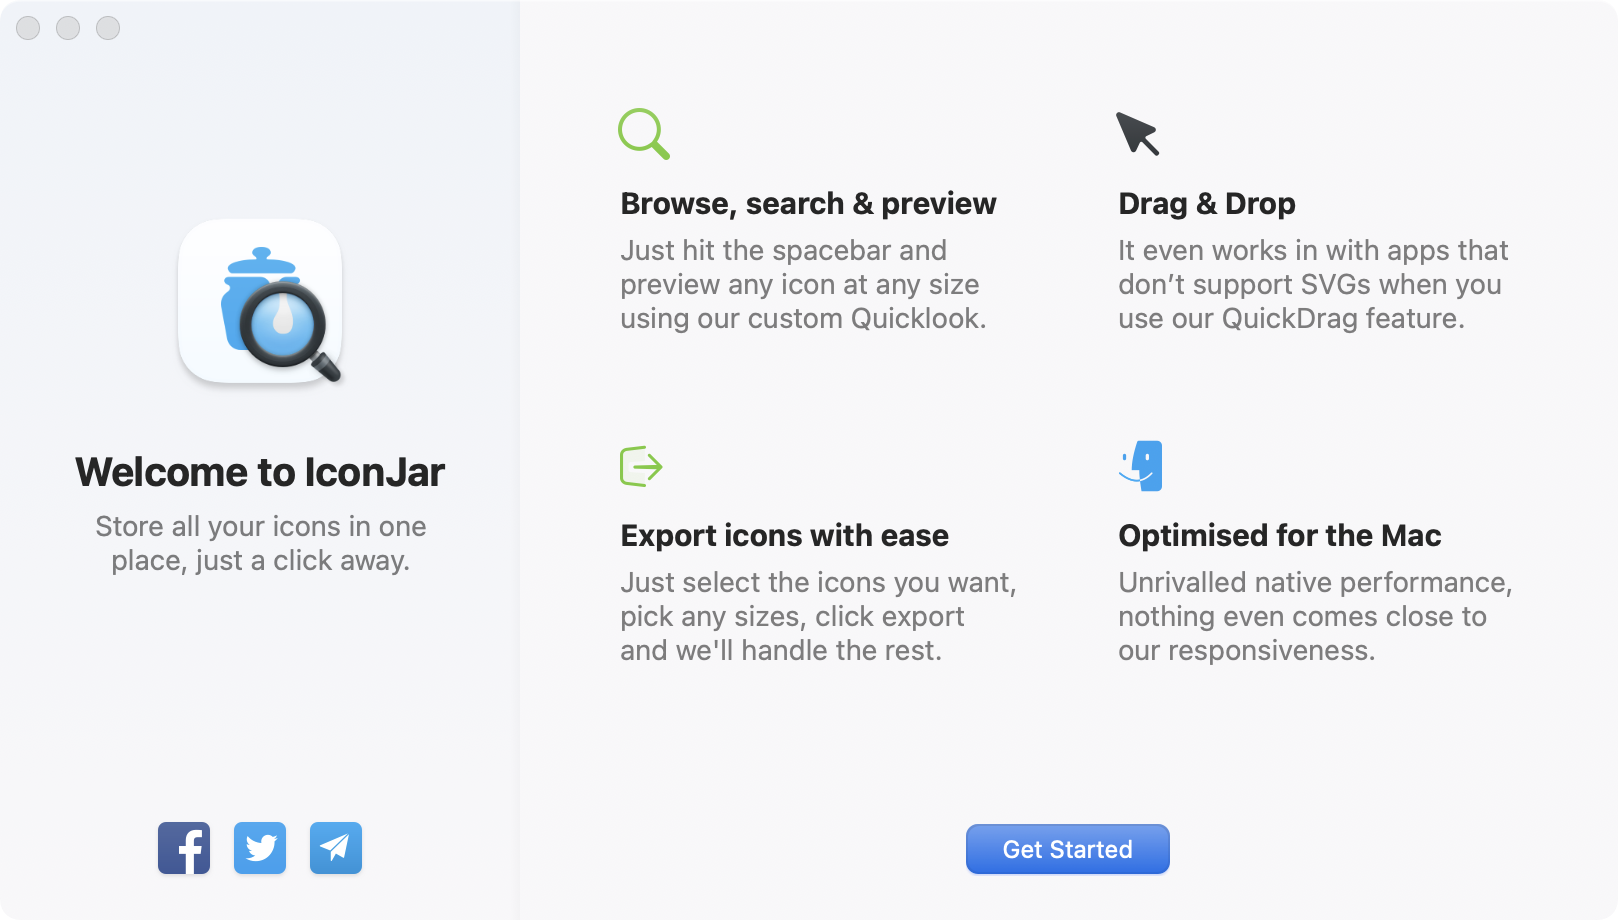 Welcome to IconJar
Store all your icons in one
place, just a click away.
Browse, search & preview
Just hit the spacebar and
preview any icon at any size
using our custom Quicklook.
Drag & Drop
It even works in with apps that
don’t support SVGs when you
use our QuickDrag feature.
Export icons with ease
Just select the icons you want,
pick any sizes, click export
and we'll handle the rest.
Optimised for the Mac
Unrivalled native performance,
nothing even comes close to
our responsiveness.
Get Started